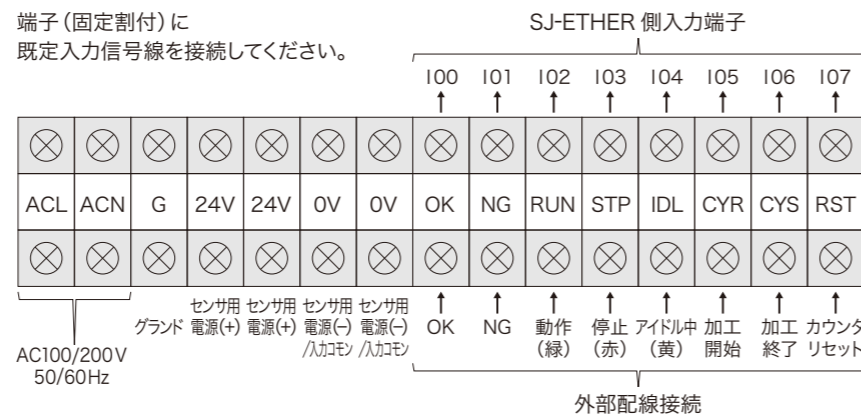 端子(固定割付)に
既定入力信号線を接続してください。
SJ-ETHER 側入力端子
I00 I01 I02 I03 I04 I05 I06 I07
ACL ACN G 24V 24V 0V 0V OK NG RUN STP IDL CYR CYS RST
グランド センサ用電源(+) センサ用電源(+) センサ用電源(−)/入力コモン センサ用電源(−)/入力コモン OK NG 動作(緑) 停止(赤) アイドル中(黄) 加工開始 加工終了 カウンタリセット
AC100/200V
50/60Hz
外部配線接続